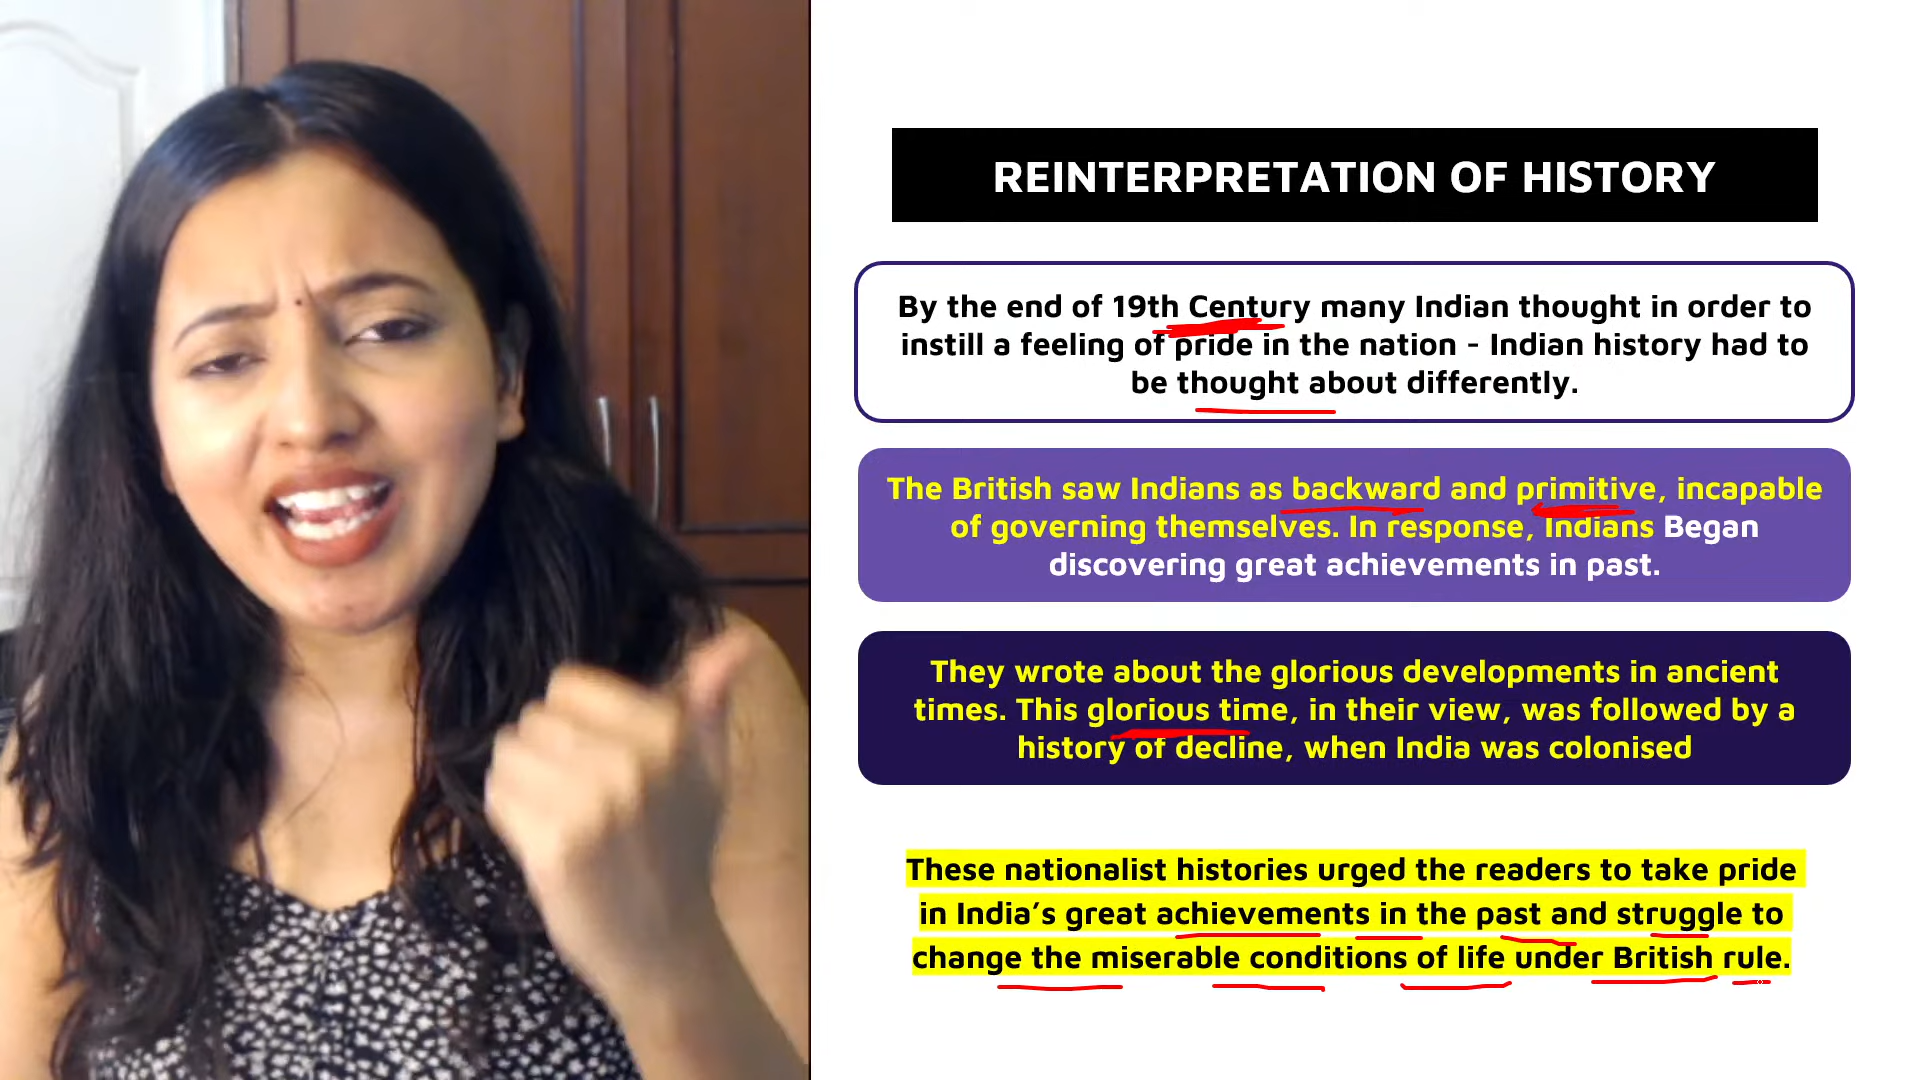 REINTERPRETATION OF HISTORY
By the end of 19th Century many Indian thought in order to
instill a feeling of pride in the nation - Indian history had to
be thought about differently.
The British saw Indians as backward and primitive, incapable
of governing themselves. In response, Indians Began
discovering great achievements in past.
They wrote about the glorious developments in ancient
times. This glorious time, in their view, was followed by a
history of decline, when India was colonised
These nationalist histories urged the readers to take pride
in India’s great achievements in the past and struggle to
change the miserable conditions of life under British rule.